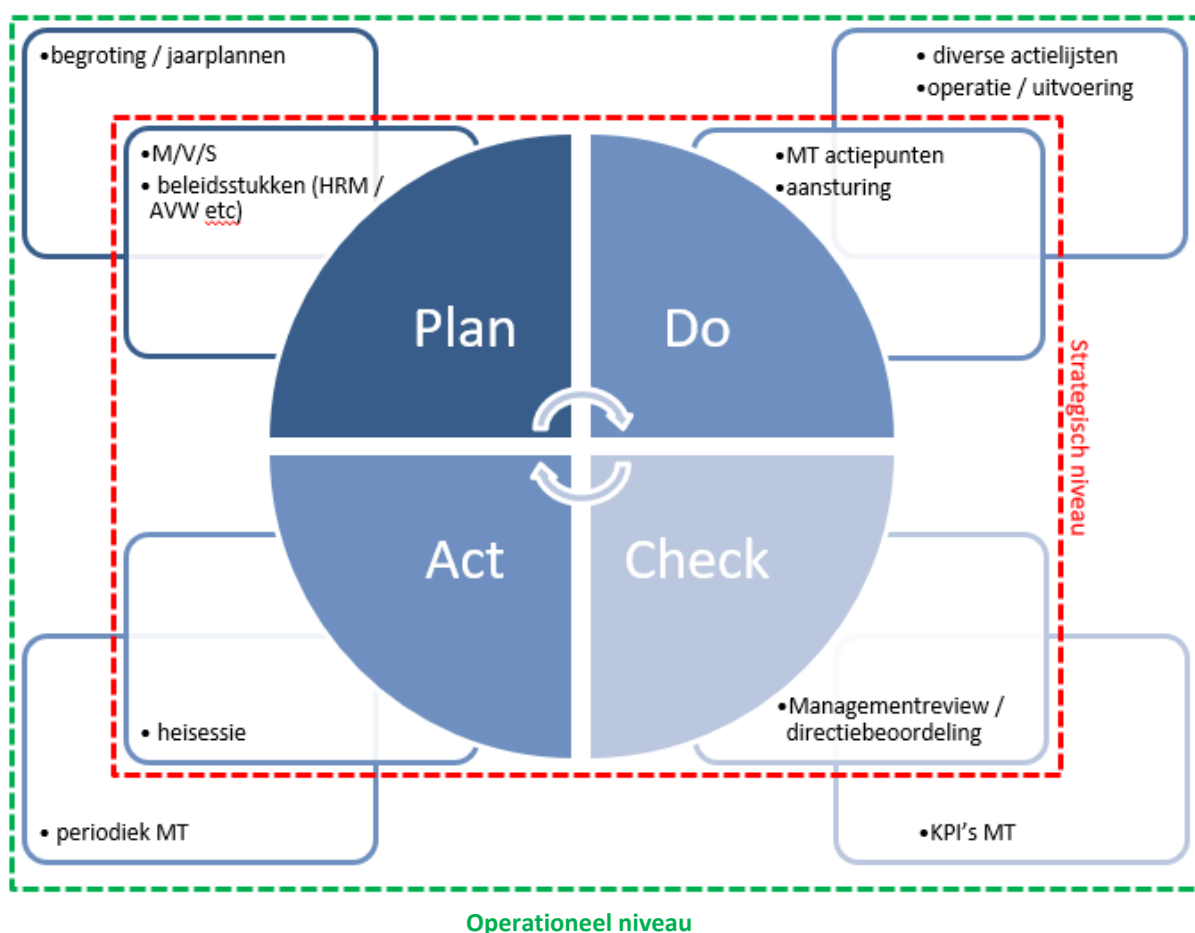 •begroting / jaarplannen
• diverse actielijsten
•operatie / uitvoering
•M/V/S
• beleidsstukken (HRM /
AVW etc)
•MT actiepunten
•aansturing
Plan
Do
Strategisch niveau
Act
Check
• heisessie
•Managementreview /
directiebeoordeling
• periodiek MT
•KPI's MT
Operationeel niveau